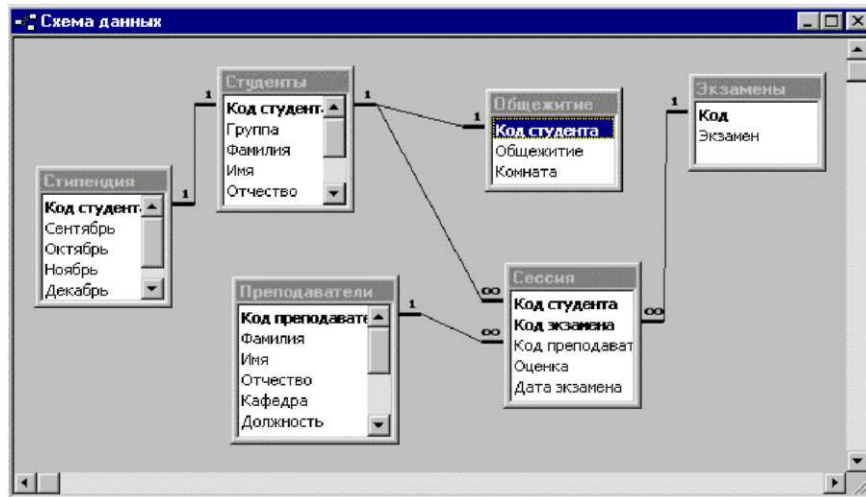 Схема данных
Студенты
1
Код студент
Группа
Фамилия
Имя
Отчество
1
Стипендия
Код студент
Сентябрь
Октябрь
Ноябрь
Декабрь
1
Общежитие
1
Код студента
Общежитие
Комната
Экзамены
1
Код
Экзамен
Преподаватели
1
Код преподавате
Фамилия
Имя
Отчество
Кафедра
Должность
Сессия
∞
Код студента
Код экзамена
∞
∞
Код преподават
Оценка
Дата экзамена